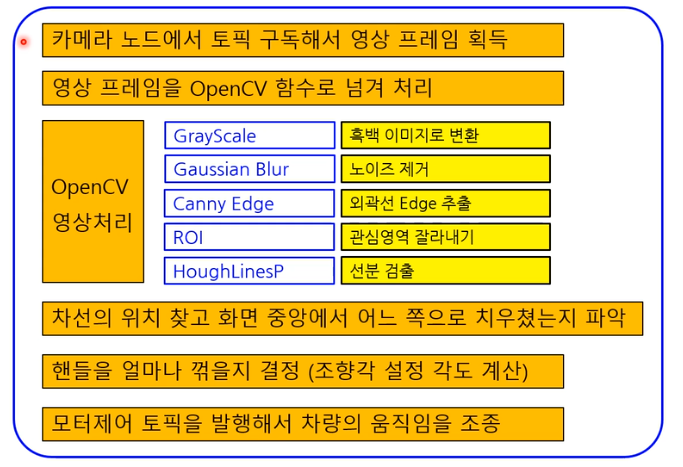 카메라 노드에서 토픽 구독해서 영상 프레임 획득
영상 프레임을 OpenCV 함수로 넘겨 처리
OpenCV
영상처리
GrayScale 흑백 이미지로 변환
Gaussian Blur 노이즈 제거
Canny Edge 외곽선 Edge 추출
ROI 관심영역 잘라내기
HoughLinesP 선분 검출
차선의 위치 찾고 화면 중앙에서 어느 쪽으로 치우쳤는지 파악
핸들을 얼마나 꺾을지 결정 (조향각 설정 각도 계산)
모터제어 토픽을 발행해서 차량의 움직임을 조종